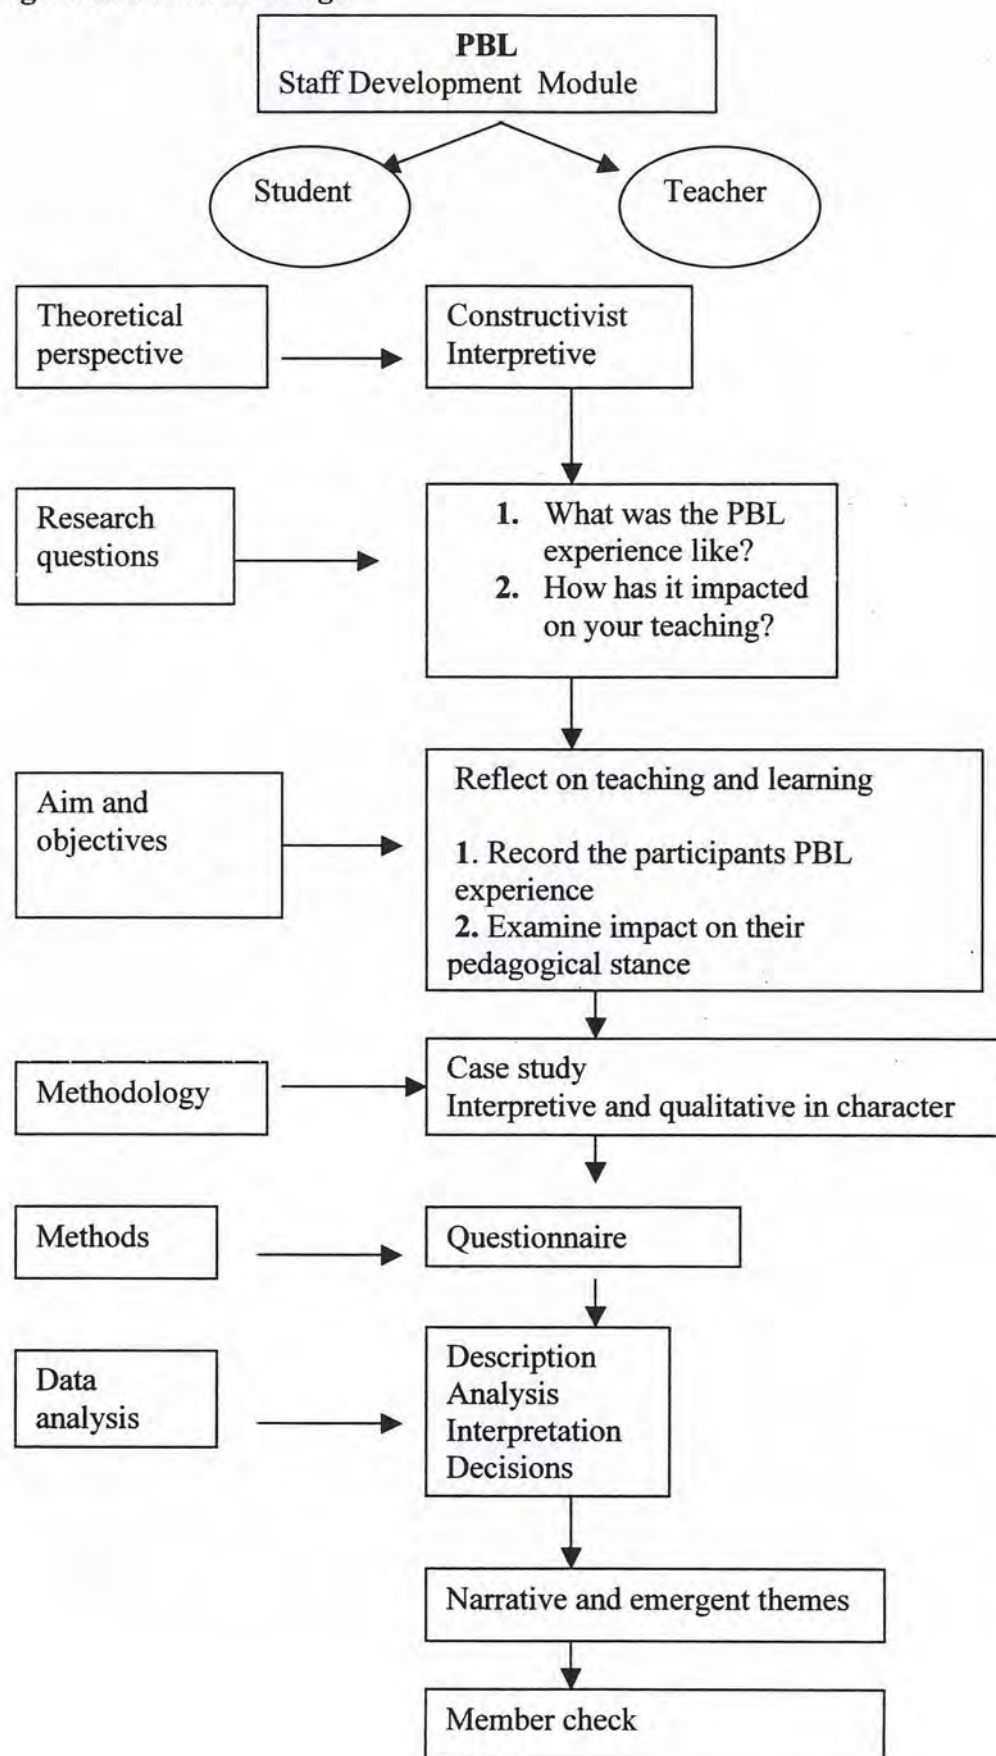 PBL
Staff Development Module
Student
Teacher
Theoretical
perspective
Constructivist
Interpretive
Research
questions
1. What was the PBL
experience like?
2. How has it impacted
on your teaching?
Aim and
objectives
Reflect on teaching and learning
1. Record the participants PBL
experience
2. Examine impact on their
pedagogical stance
Methodology
Case study
Interpretive and qualitative in character
Methods
Questionnaire
Data
analysis
Description
Analysis
Interpretation
Decisions
Narrative and emergent themes
Member check